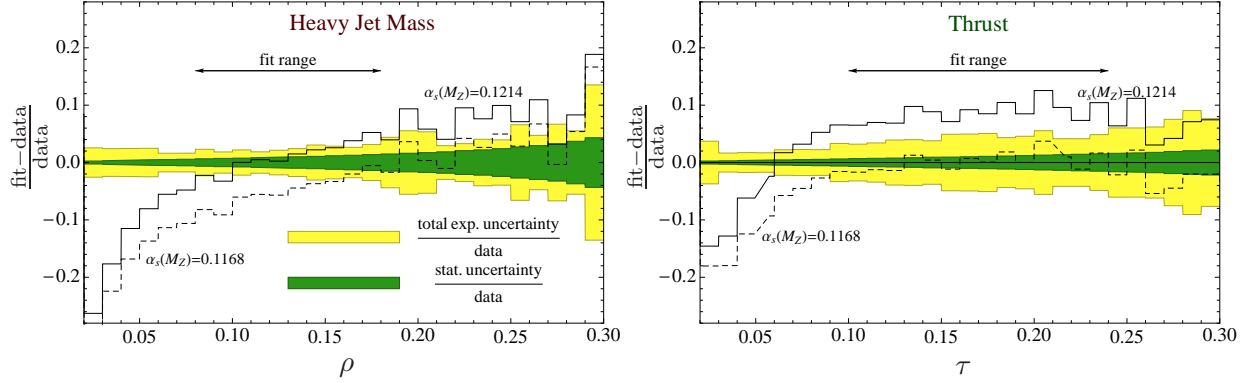 Heavy Jet Mass
fit range
α_s(M_Z)=0.1214
α_s(M_Z)=0.1168
total exp. uncertainty
data
stat. uncertainty
data
fit−data
data
0.2
0.1
0.0
−0.1
−0.2
0.05 0.10 0.15 0.20 0.25 0.30
ρ
Thrust
fit range
α_s(M_Z)=0.1214
α_s(M_Z)=0.1168
fit−data
data
0.2
0.1
0.0
−0.1
−0.2
0.05 0.10 0.15 0.20 0.25 0.30
τ